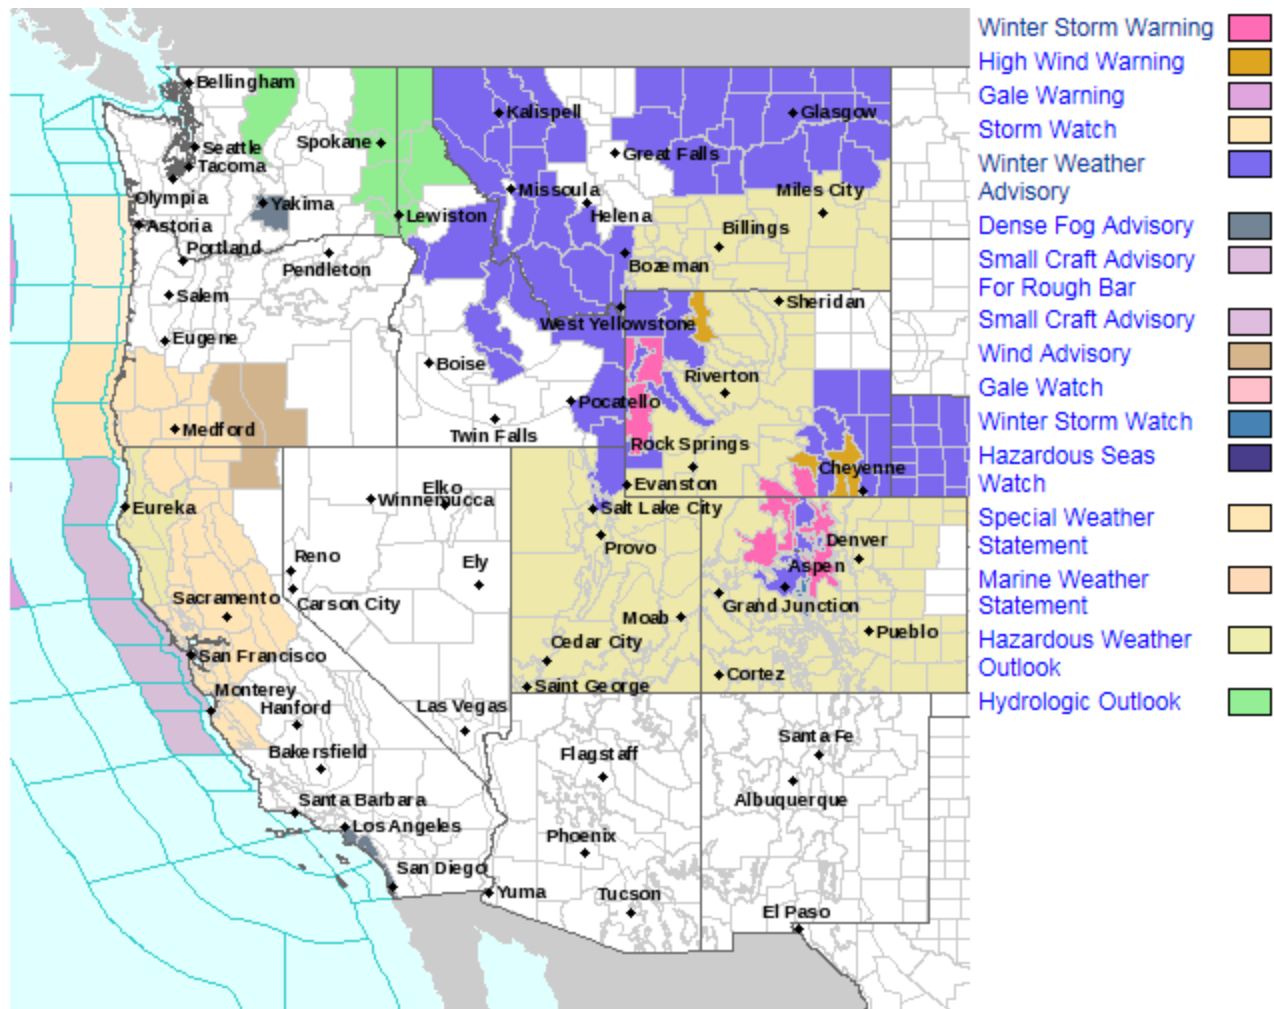 Winter Storm Warning
High Wind Warning
Gale Warning
Storm Watch
Winter Weather
Advisory
Dense Fog Advisory
Small Craft Advisory
For Rough Bar
Small Craft Advisory
Wind Advisory
Gale Watch
Winter Storm Watch
Hazardous Seas
Watch
Special Weather
Statement
Marine Weather
Statement
Hazardous Weather
Outlook
Hydrologic Outlook
Bellingham
Kalispell
Glasgow
Seattle
Spokane
Great Falls
Tacoma
Olympia
Yakima
Missoula
Miles City
Lewiston
Helena
Astoria
Billings
Portland
Pendleton
Bozeman
Salem
Sheridan
Eugene
West Yellowstone
Boise
Riverton
Pocatello
Medford
Twin Falls
Rock Springs
Cheyenne
Evanston
Elko
Winnemucca
Eureka
Salt Lake City
Provo
Denver
Reno
Ely
Aspen
Sacramento
Carson City
Grand Junction
Moab
Pueblo
Cedar City
San Francisco
Cortez
Saint George
Monterey
Hanford
Las Vegas
Santa Fe
Bakersfield
Flagstaff
Albuquerque
Santa Barbara
Los Angeles
Phoenix
San Diego
Yuma
Tucson
El Paso